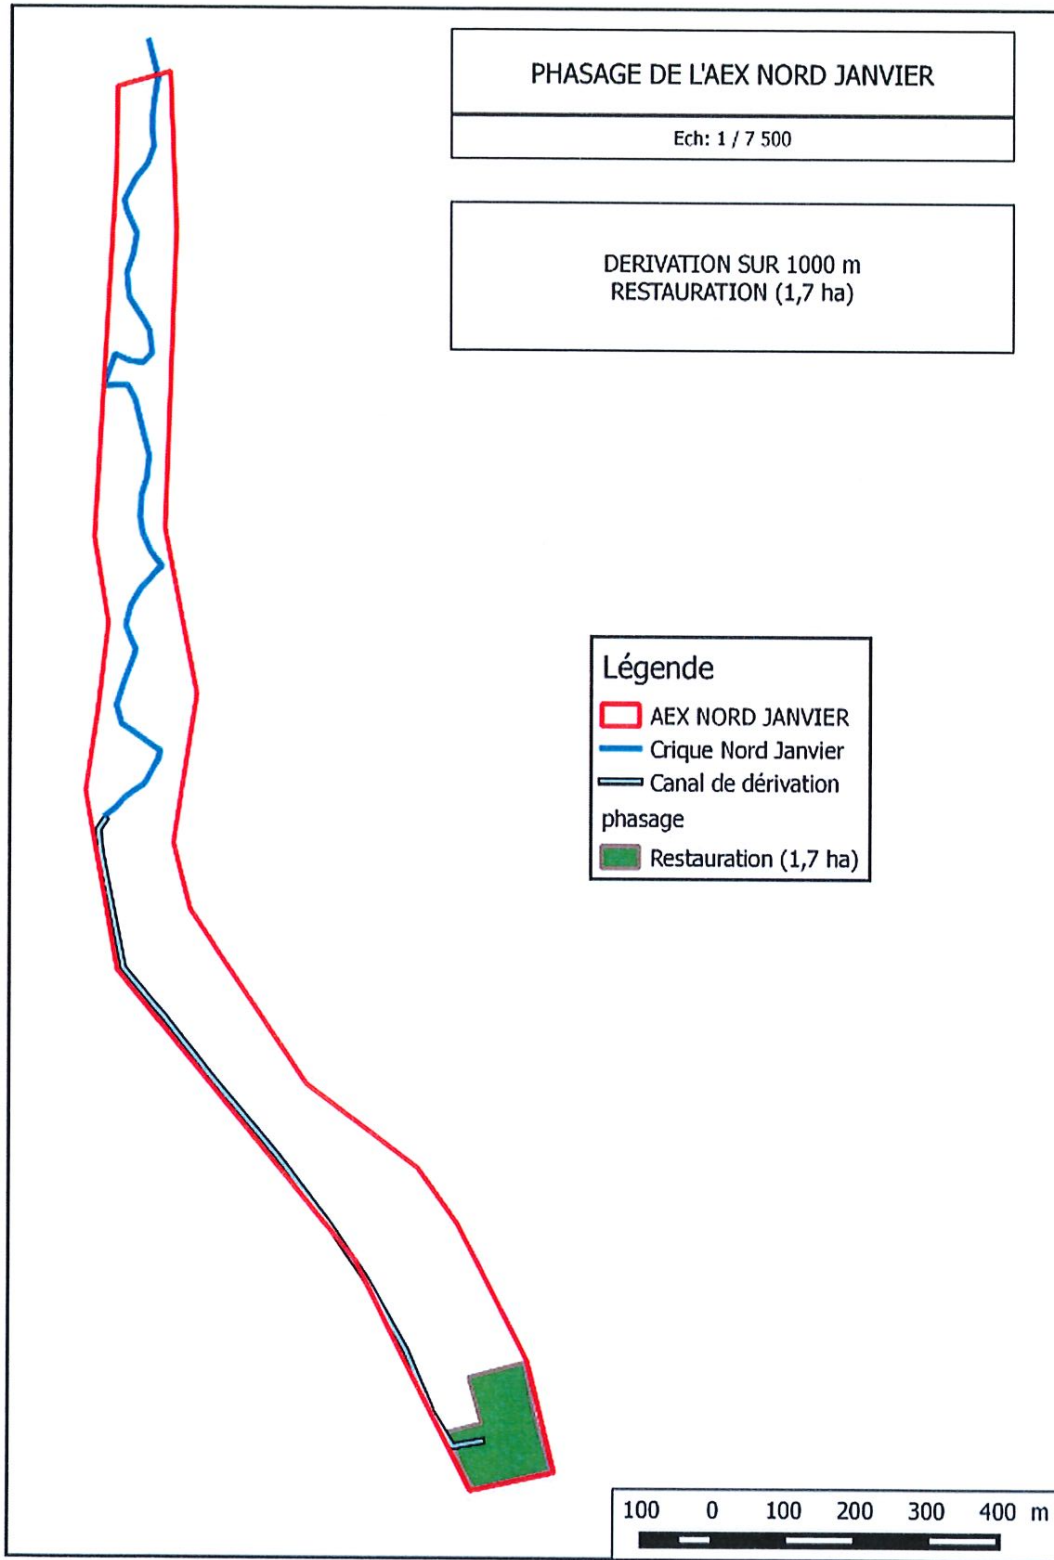 PHASAGE DE L'AEX NORD JANVIER
Ech: 1 / 7 500
DERIVATION SUR 1000 m
RESTAURATION (1,7 ha)
Légende
AEX NORD JANVIER
Crique Nord Janvier
Canal de dérivation
phasage
Restauration (1,7 ha)
100 0 100 200 300 400 m